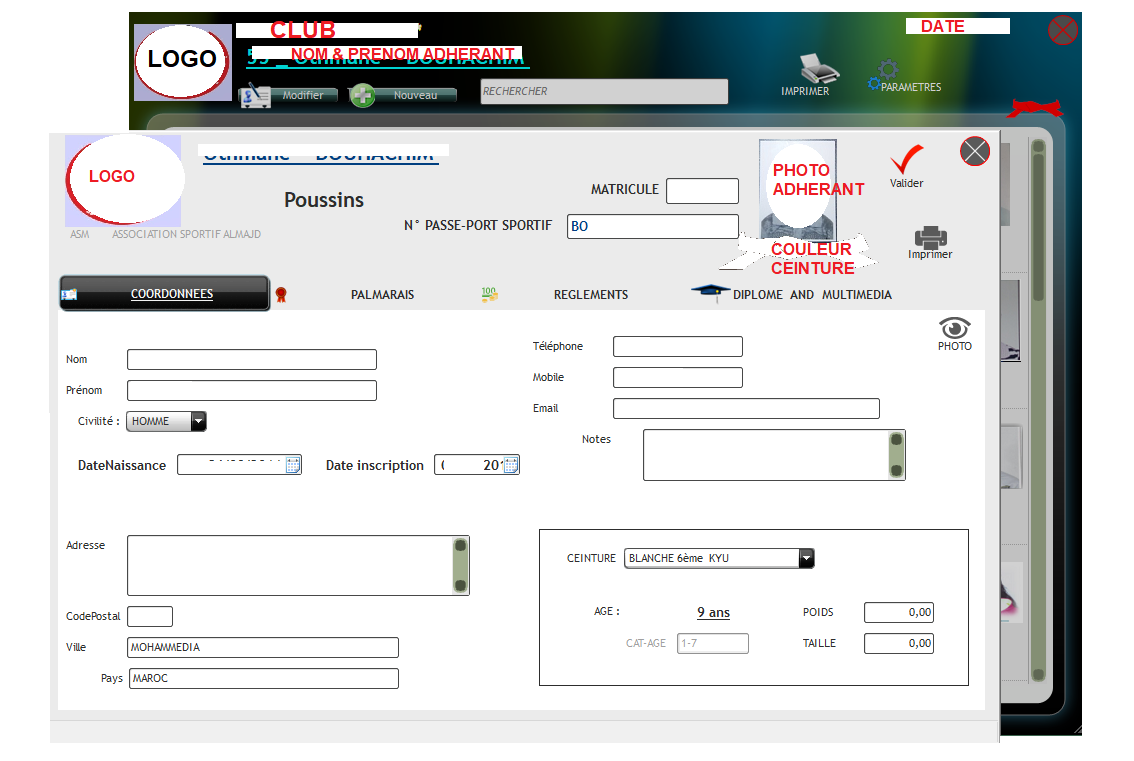 CLUB
DATE
LOGO
NOM & PRENOM ADHERANT
Modifier
Nouveau
RECHERCHER
IMPRIMER
PARAMETRES
LOGO
PHOTO
ADHERANT
Valider
Poussins
MATRICULE
N° PASSE-PORT SPORTIF
BO
ASM ASSOCIATION SPORTIF ALMAJD
COULEUR
CEINTURE
Imprimer
COORDONNEES
PALMARAIS
100
REGLEMENTS
DIPLOME AND MULTIMEDIA
PHOTO
Nom
Prénom
Civilité :
HOMME
DateNaissance
Date inscription
Téléphone
Mobile
Email
Notes
Adresse
CodePostal
Ville
MOHAMMEDIA
Pays
MAROC
CEINTURE
BLANCHE 6ème KYU
AGE :
9 ans
POIDS
0,00
CAT-AGE
1-7
TAILLE
0,00